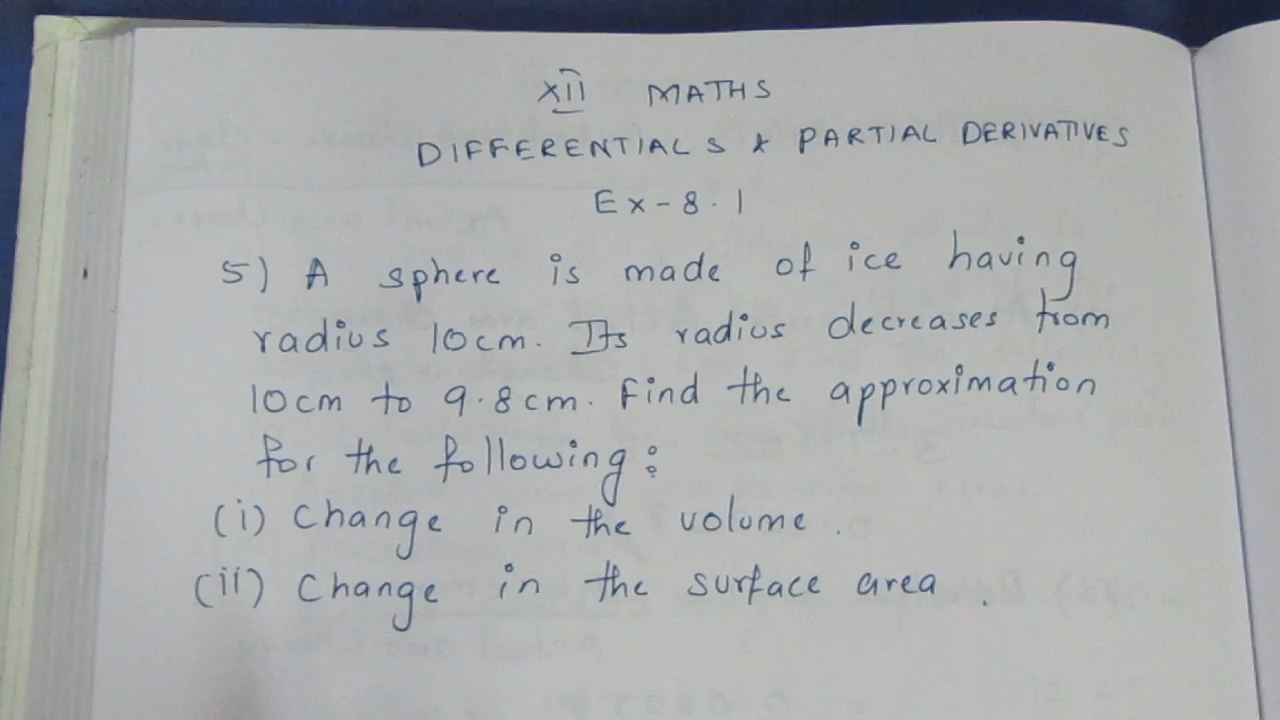 XII MATHS
DIFFERENTIALS & PARTIAL DERIVATIVES
Ex-8.1
5) A sphere is made of ice having
radius 10cm. Its radius decreases from
10cm to 9.8cm. Find the approximation
for the following:
(i) Change in the volume.
(ii) Change in the surface area.